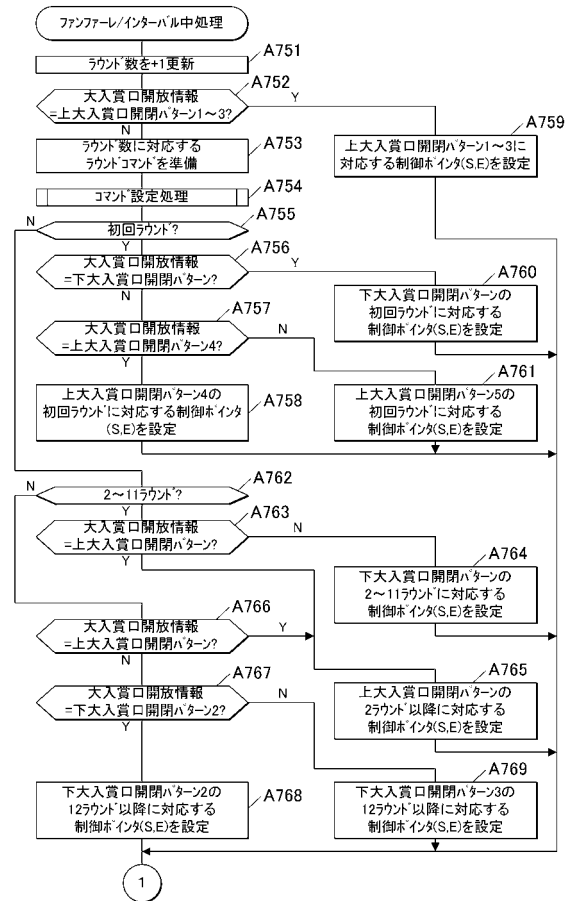 ファンファーレ/インターバル中処理
A751
ラウンド数を+1更新
A752
大入賞口開放情報
=上大入賞口開閉パターン1～3?
Y
N
A753
ラウンド数に対応する
ラウンドコマンドを準備
A759
上大入賞口開閉パターン1～3に
対応する制御ポインタ(S,E)を設定
A754
コマンド設定処理
A755
N
初回ラウンド?
Y
A756
大入賞口開放情報
=下大入賞口開閉パターン?
Y
N
A760
下大入賞口開閉パターンの
初回ラウンドに対応する
制御ポインタ(S,E)を設定
A757
大入賞口開放情報
=上大入賞口開閉パターン4?
N
Y
A758
上大入賞口開閉パターン4の
初回ラウンドに対応する制御ポインタ
(S,E)を設定
A761
上大入賞口開閉パターン5の
初回ラウンドに対応する
制御ポインタ(S,E)を設定
A762
N
2～11ラウンド?
Y
A763
大入賞口開放情報
=上大入賞口開閉パターン?
N
Y
A764
下大入賞口開閉パターンの
2～11ラウンドに対応する
制御ポインタ(S,E)を設定
A766
大入賞口開放情報
=上大入賞口開閉パターン?
Y
N
A765
上大入賞口開閉パターンの
2ラウンド以降に対応する
制御ポインタ(S,E)を設定
A767
大入賞口開放情報
=下大入賞口開閉パターン2?
N
Y
A768
下大入賞口開閉パターン2の
12ラウンド以降に対応する
制御ポインタ(S,E)を設定
A769
下大入賞口開閉パターン3の
12ラウンド以降に対応する
制御ポインタ(S,E)を設定
1